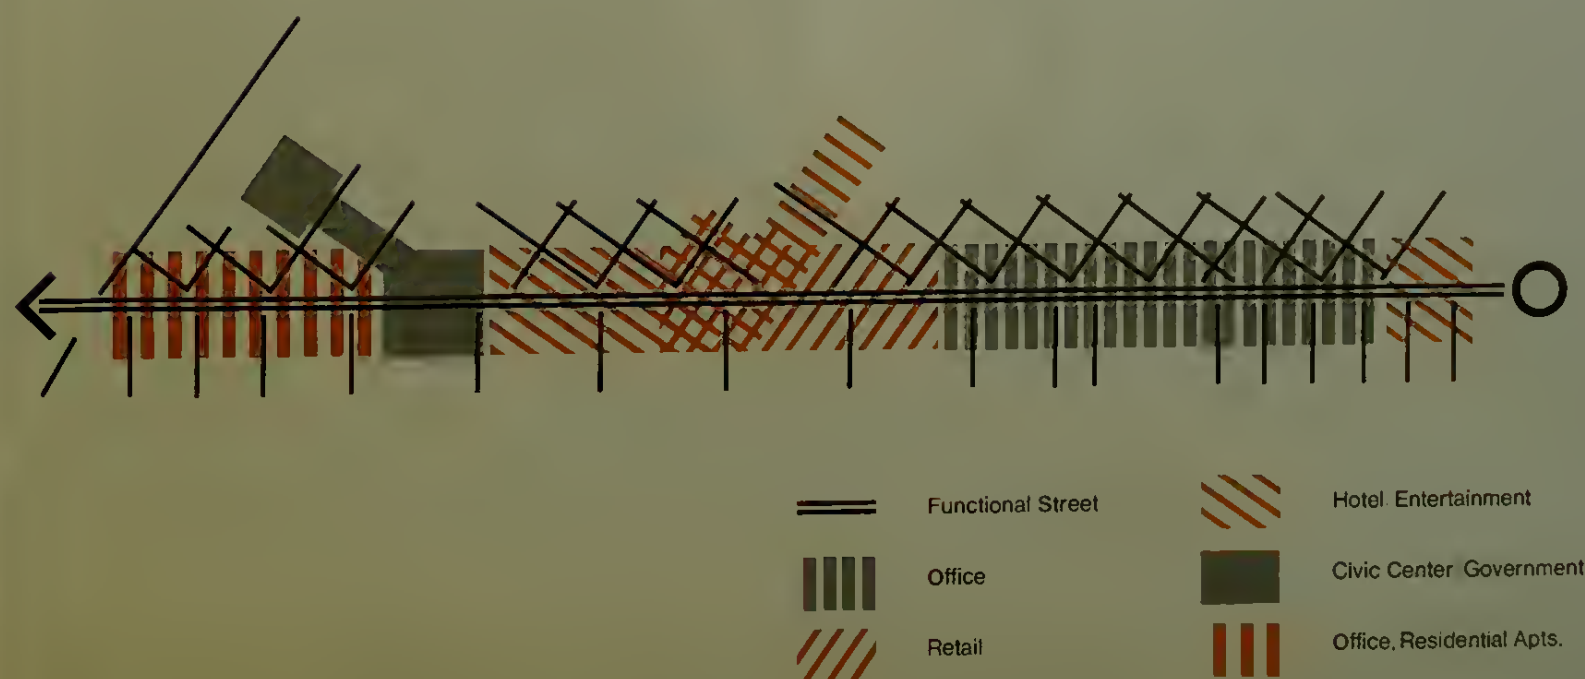 Functional Street
Office
Retail
Hotel Entertainment
Civic Center Government
Office, Residential Apts.